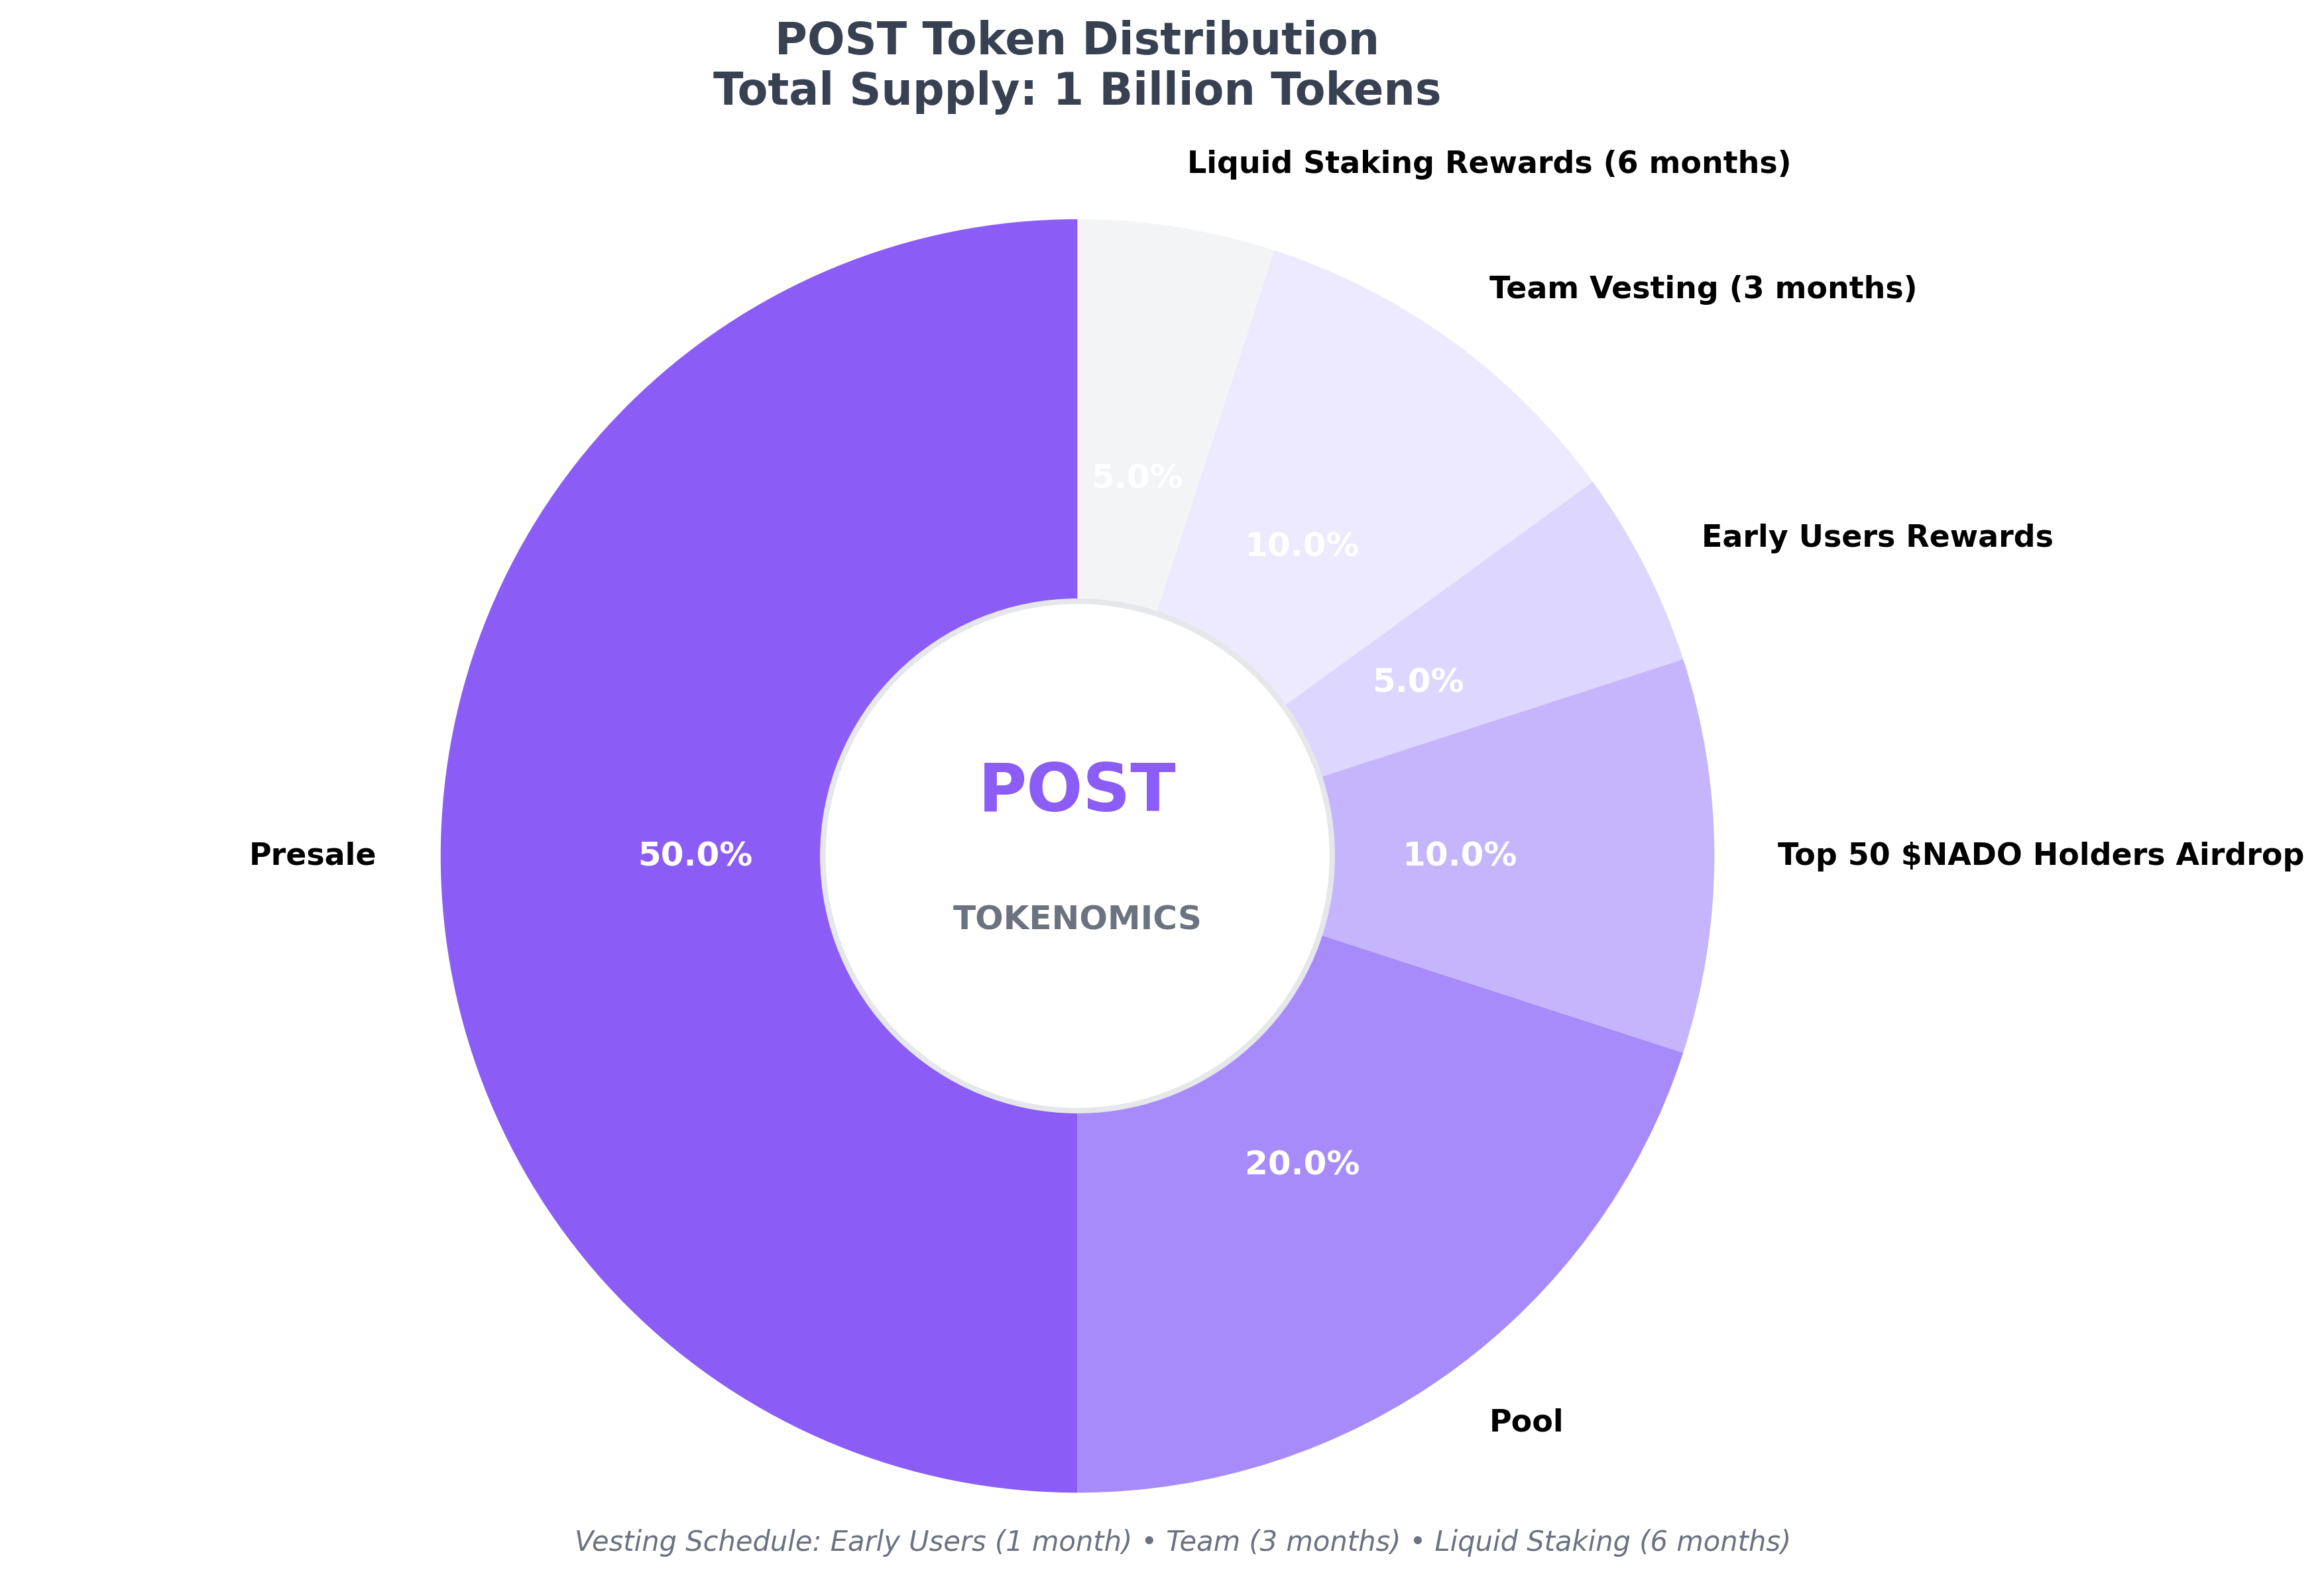 POST Token Distribution
Total Supply: 1 Billion Tokens
Liquid Staking Rewards (6 months)
Team Vesting (3 months)
5.0%
10.0%
Early Users Rewards
5.0%
POST
Presale
50.0%
10.0%
Top 50 $NADO Holders Airdrop
TOKENOMICS
20.0%
Pool
Vesting Schedule: Early Users (1 month) • Team (3 months) • Liquid Staking (6 months)